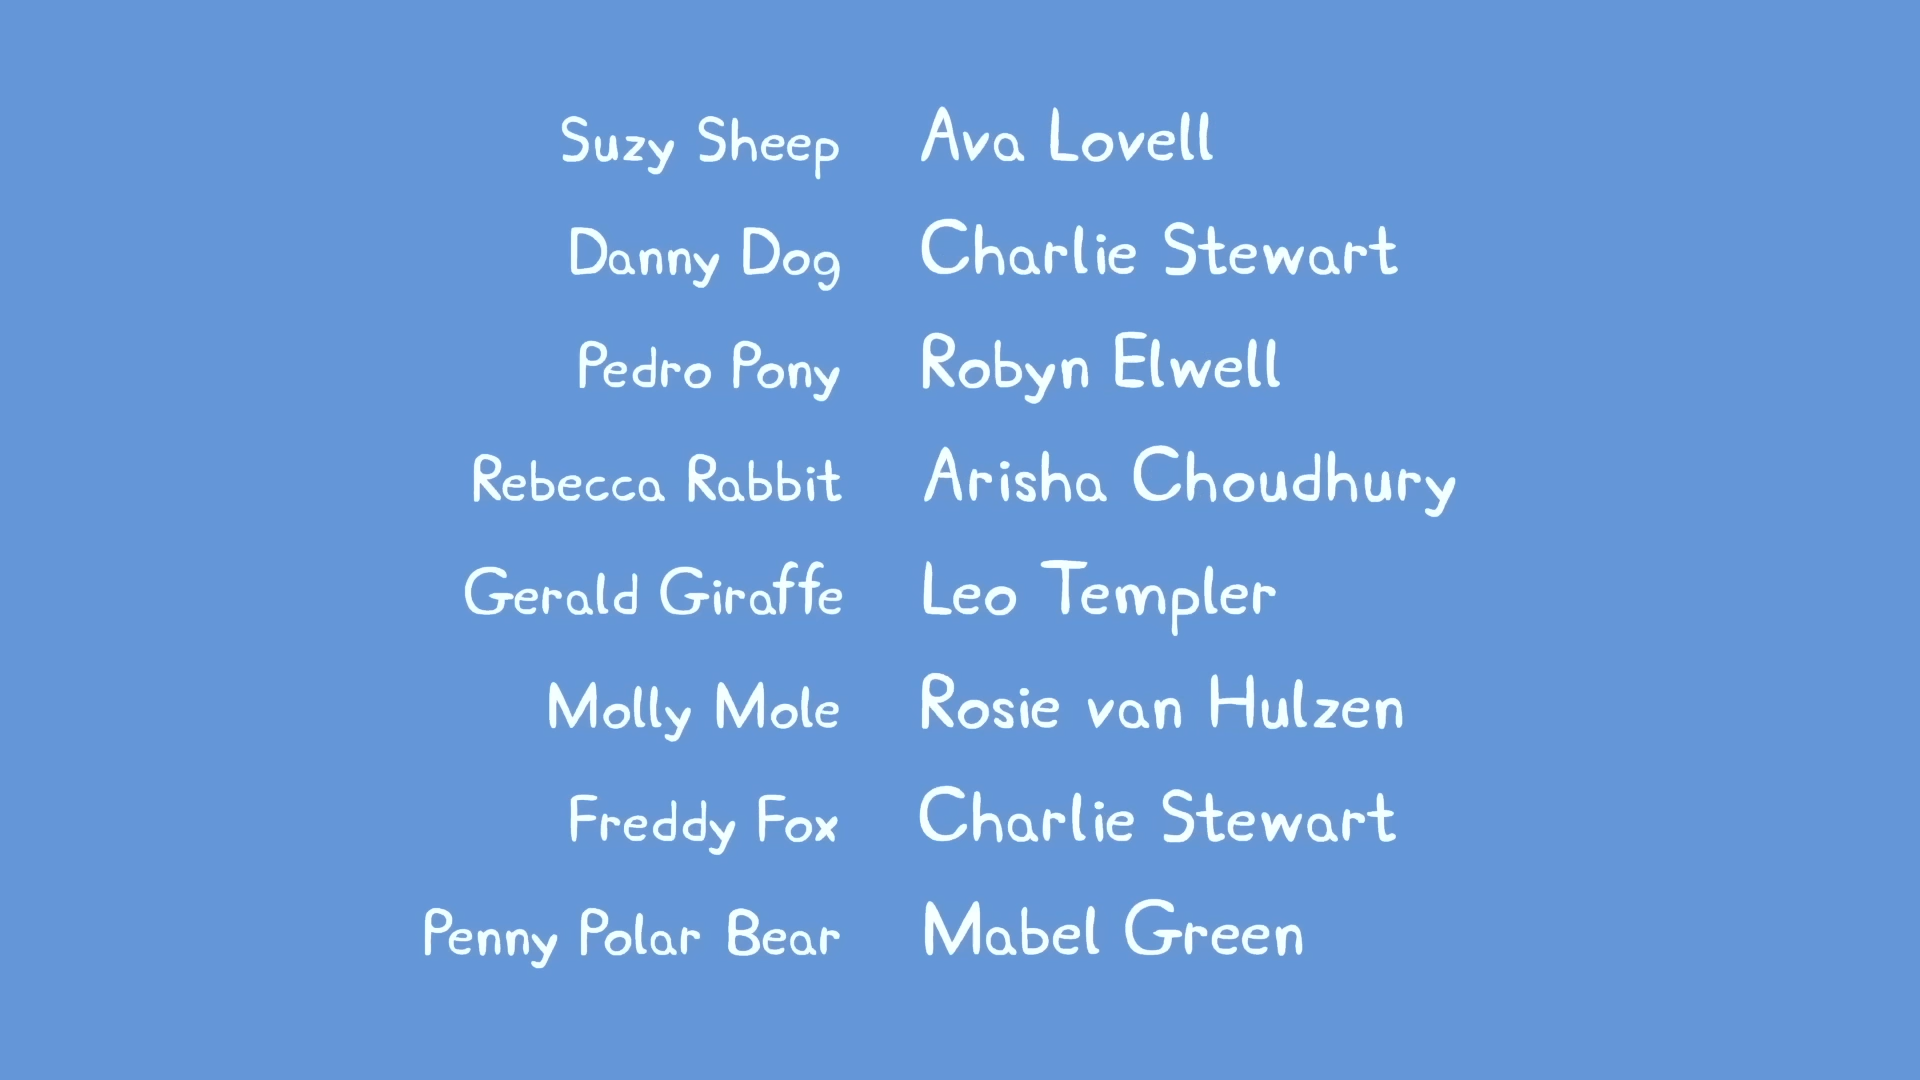 Suzy Sheep Ava Lovell
Danny Dog Charlie Stewart
Pedro Pony Robyn Elwell
Rebecca Rabbit Arisha Choudhury
Gerald Giraffe Leo Templer
Molly Mole Rosie van Hulzen
Freddy Fox Charlie Stewart
Penny Polar Bear Mabel Green